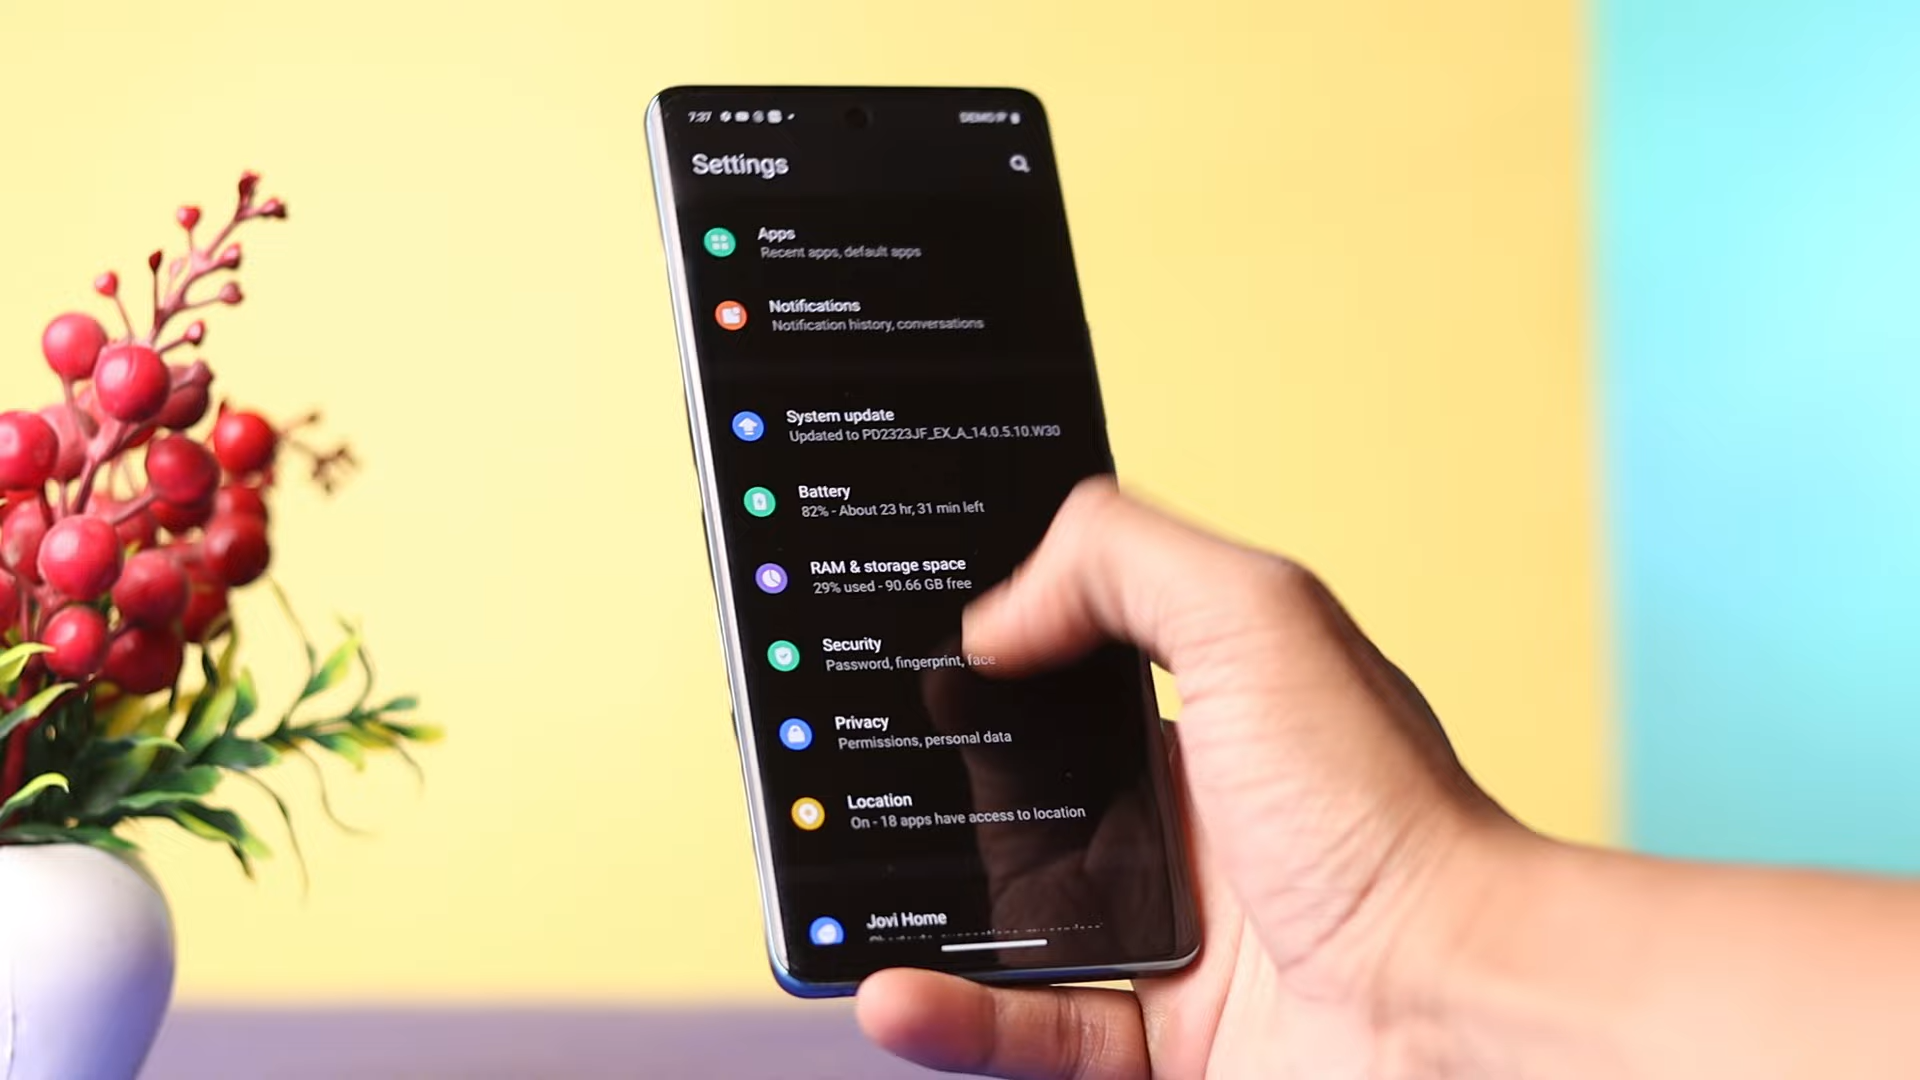 7:37
Settings
Apps
Recent apps, default apps
Notifications
Notification history, conversations
System update
Updated to PD2323JF_EX_A_14.0.5.10.W30
Battery
82% - About 23 hr, 31 min left
RAM & storage space
29% used - 90.66 GB free
Security
Password, fingerprint, face
Privacy
Permissions, personal data
Location
On - 18 apps have access to location
Jovi Home